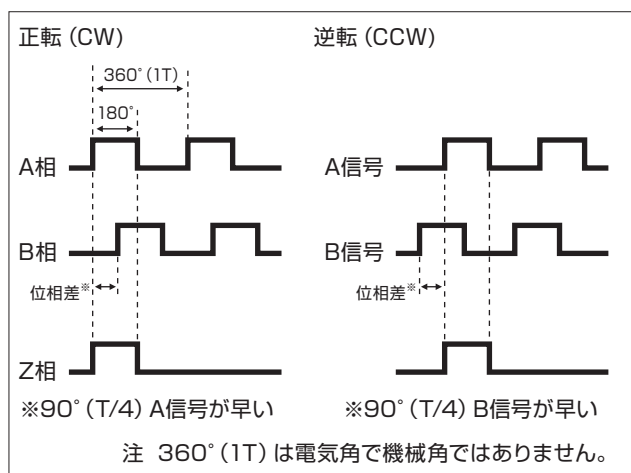 正転(CW)
逆転(CCW)
360°(1T)
180°
A相
A信号
B相
B信号
位相差※
位相差※
Z相
※90°(T/4) A信号が早い
※90°(T/4) B信号が早い
注 360°(1T)は電気角で機械角ではありません。